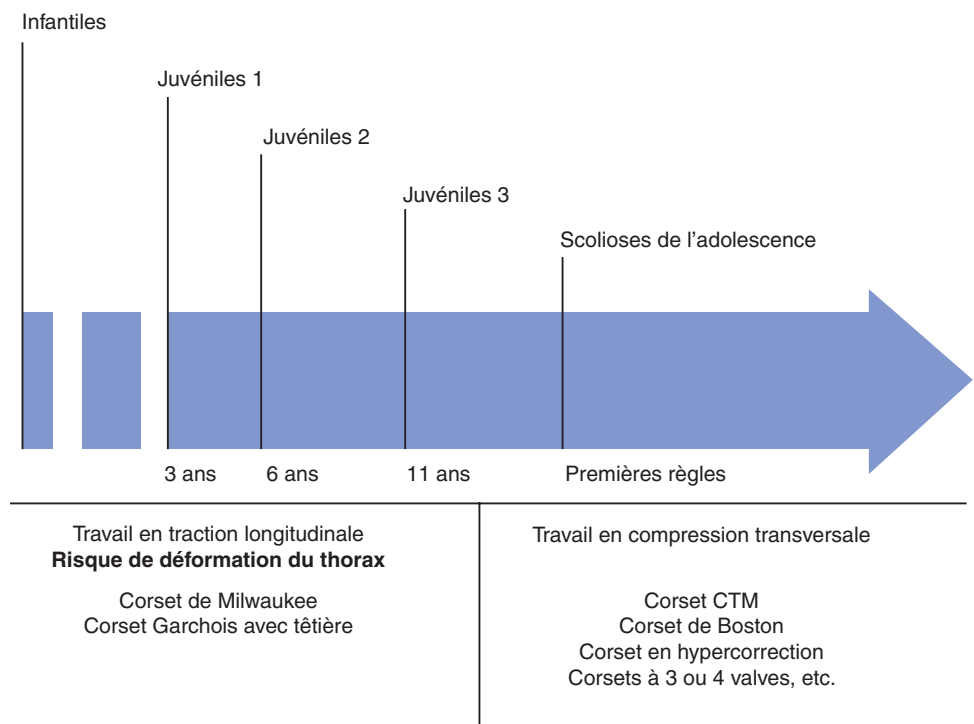 Infantiles
Juvéniles 1
Juvéniles 2
Juvéniles 3
Scolioses de l'adolescence
3 ans
6 ans
11 ans
Premières règles
Travail en traction longitudinale
Risque de déformation du thorax
Corset de Milwaukee
Corset Garchois avec têtière
Travail en compression transversale
Corset CTM
Corset de Boston
Corset en hypercorrection
Corsets à 3 ou 4 valves, etc.